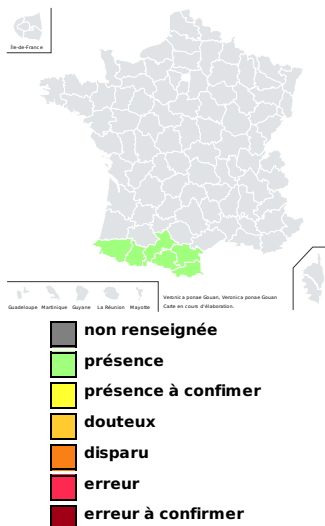 Île-de-France
Guadeloupe Martinique Guyane La Réunion Mayotte
Veronica ponae Gouan, Veronica ponae Gouan
Carte en cours d'élaboration.
non renseignée
présence
présence à confimer
douteux
disparu
erreur
erreur à confirmer